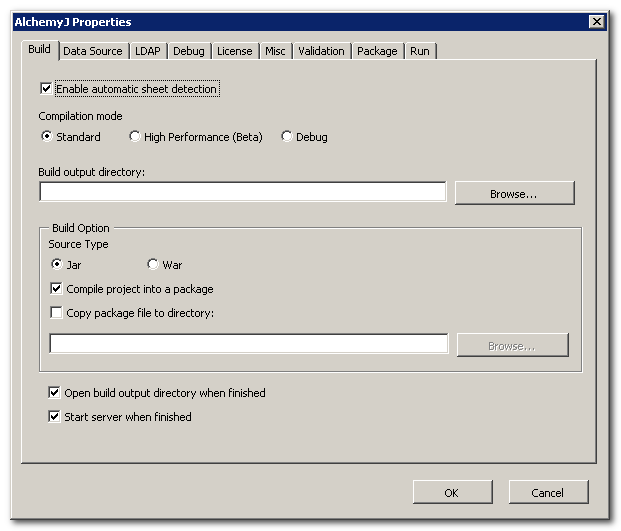 AlchemyJ Properties
Build Data Source LDAP Debug License Misc Validation Package Run
Enable automatic sheet detection
Compilation mode
Standard High Performance (Beta) Debug
Build output directory:
Browse...
Build Option
Source Type
Jar War
Compile project into a package
Copy package file to directory:
Browse...
Open build output directory when finished
Start server when finished
OK Cancel